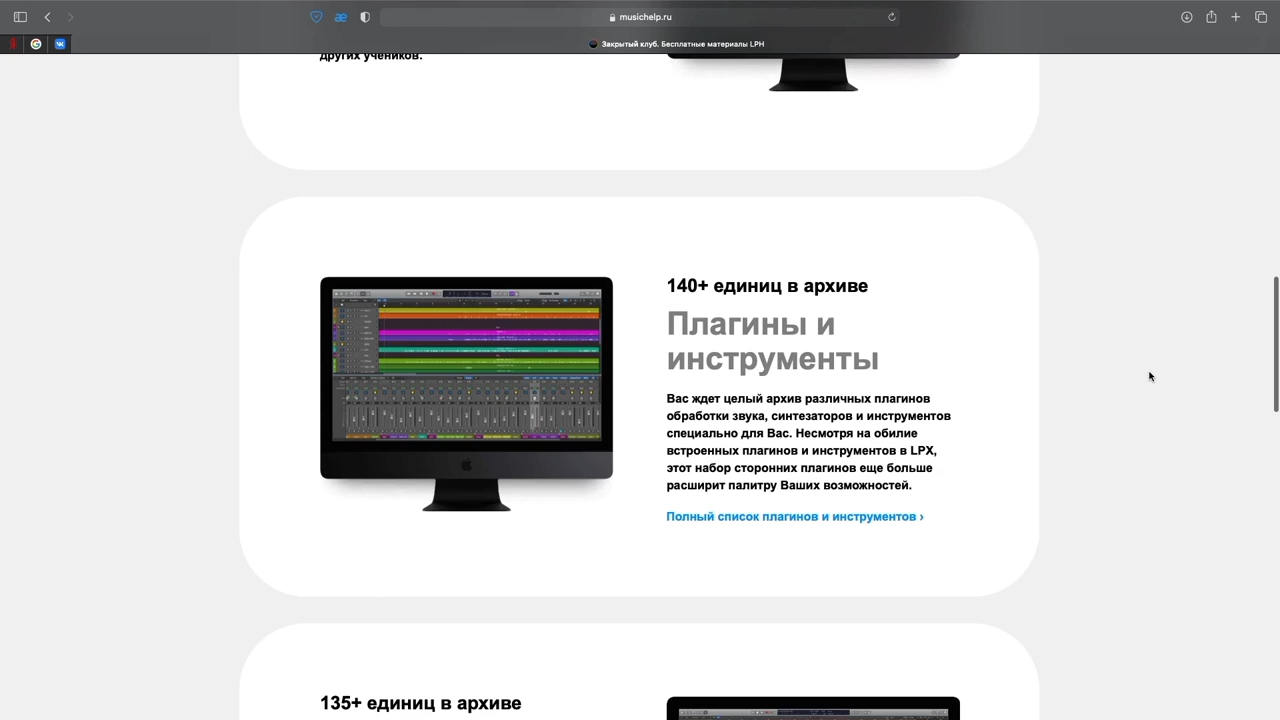 musichelp.ru
Закрытый клуб. Бесплатные материалы LPH
других учеников.
140+ единиц в архиве
Плагины и
инструменты
Вас ждет целый архив различных плагинов
обработки звука, синтезаторов и инструментов
специально для Вас. Несмотря на обилие
встроенных плагинов и инструментов в LPX,
этот набор сторонних плагинов еще больше
расширит палитру Ваших возможностей.
Полный список плагинов и инструментов ›
135+ единиц в архиве